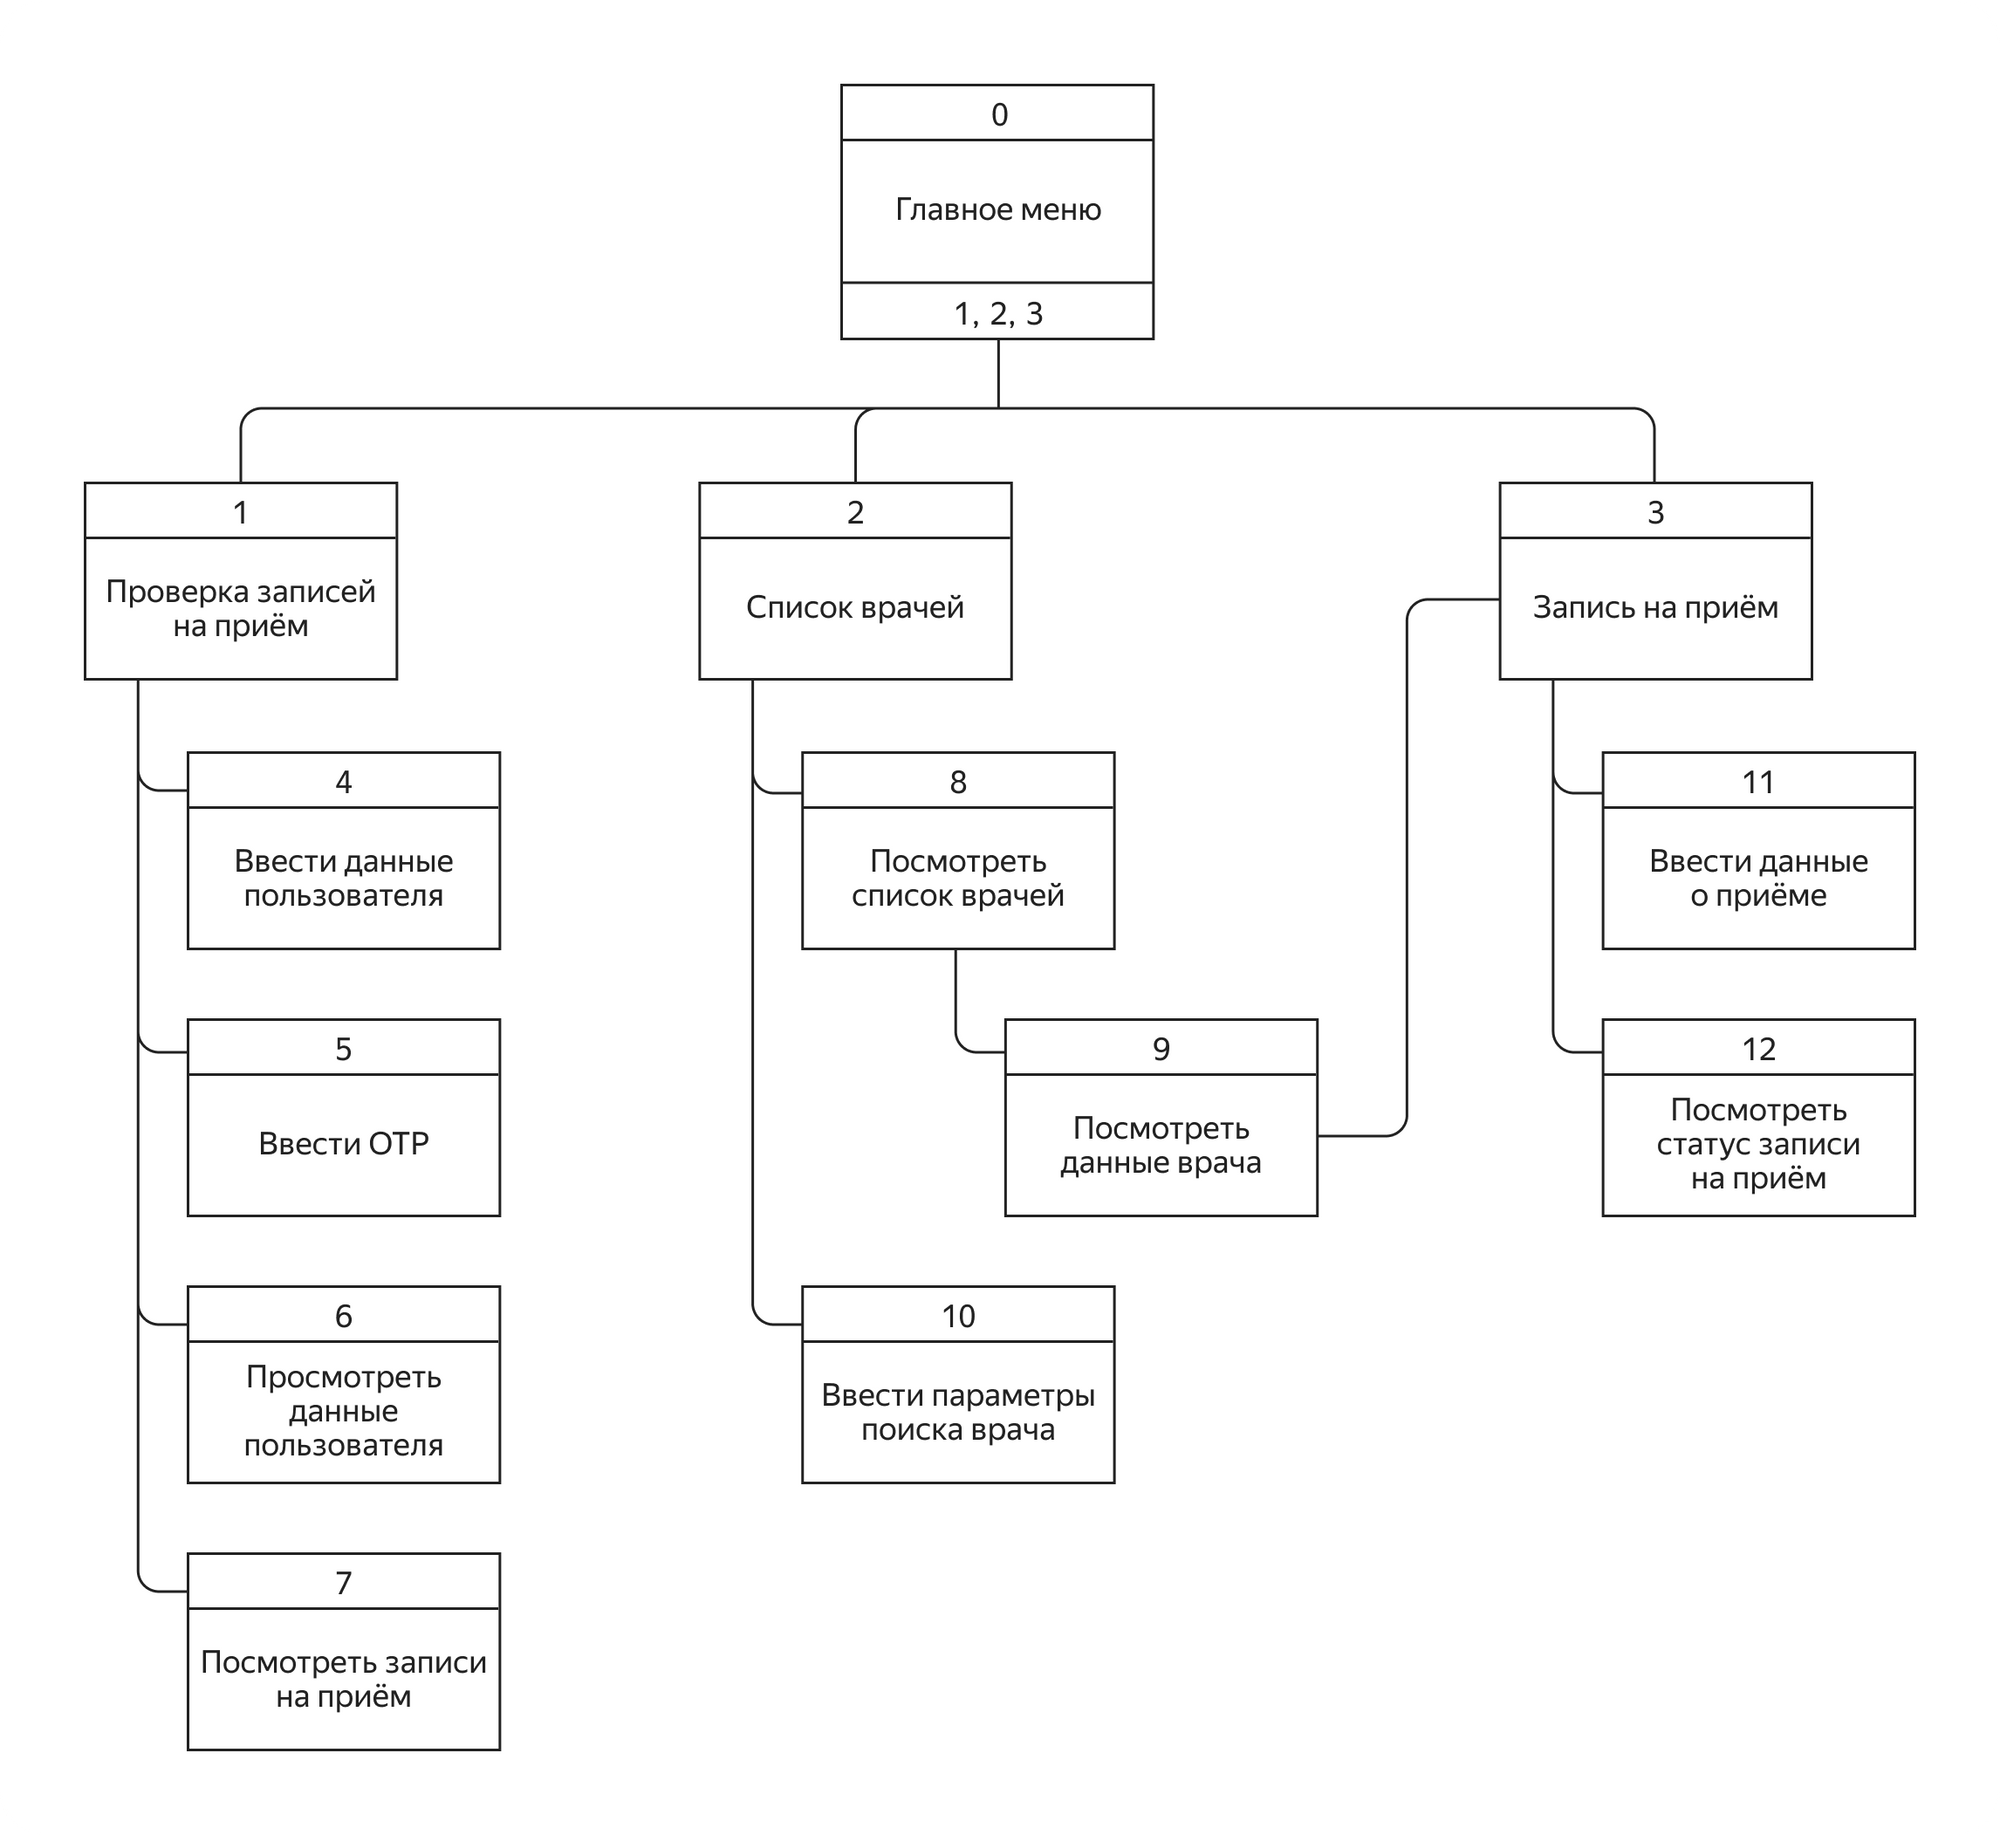 0
Главное меню
1, 2, 3
1
Проверка записей
на приём
2
Список врачей
3
Запись на приём
4
Ввести данные
пользователя
5
Ввести OTP
6
Просмотреть
данные
пользователя
7
Посмотреть записи
на приём
8
Посмотреть
список врачей
9
Посмотреть
данные врача
10
Ввести параметры
поиска врача
11
Ввести данные
о приёме
12
Посмотреть
статус записи
на приём